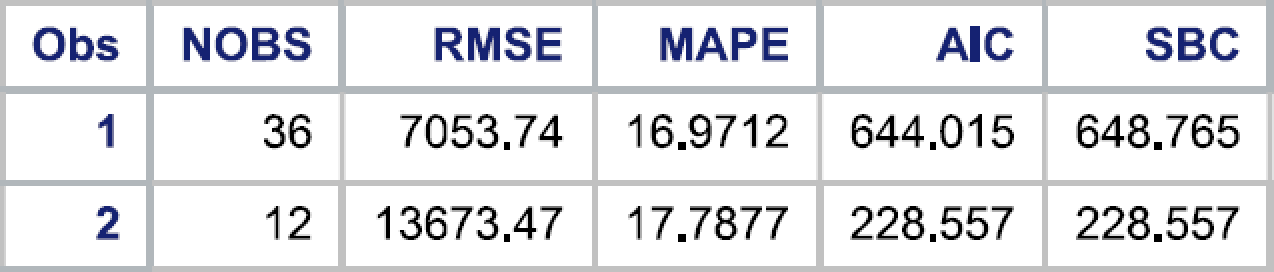 Obs NOBS RMSE MAPE AIC SBC
1 36 7053.74 16.9712 644.015 648.765
2 12 13673.47 17.7877 228.557 228.557